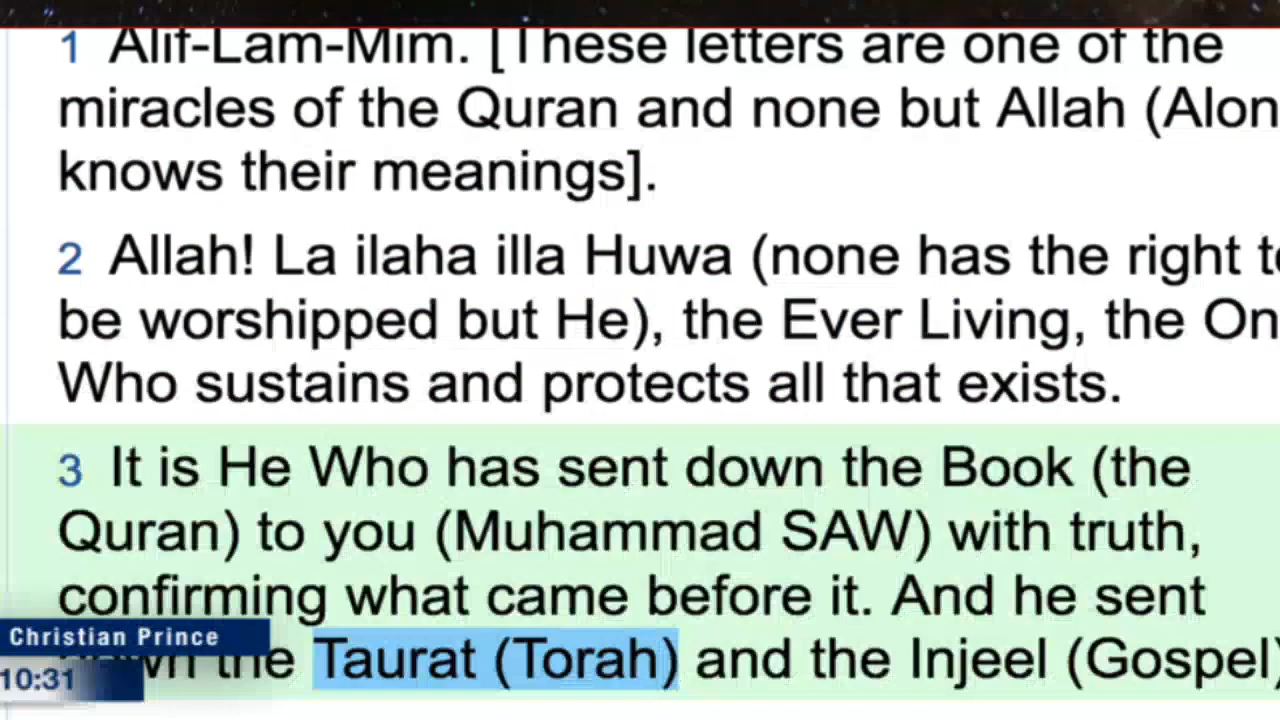 1 Alif-Lam-Mim. [These letters are one of the
miracles of the Quran and none but Allah (Alon
knows their meanings].
2 Allah! La ilaha illa Huwa (none has the right to
be worshipped but He), the Ever Living, the On
Who sustains and protects all that exists.
3 It is He Who has sent down the Book (the
Quran) to you (Muhammad SAW) with truth,
confirming what came before it. And he sent
down the Taurat (Torah) and the Injeel (Gospel)
Christian Prince
10:31